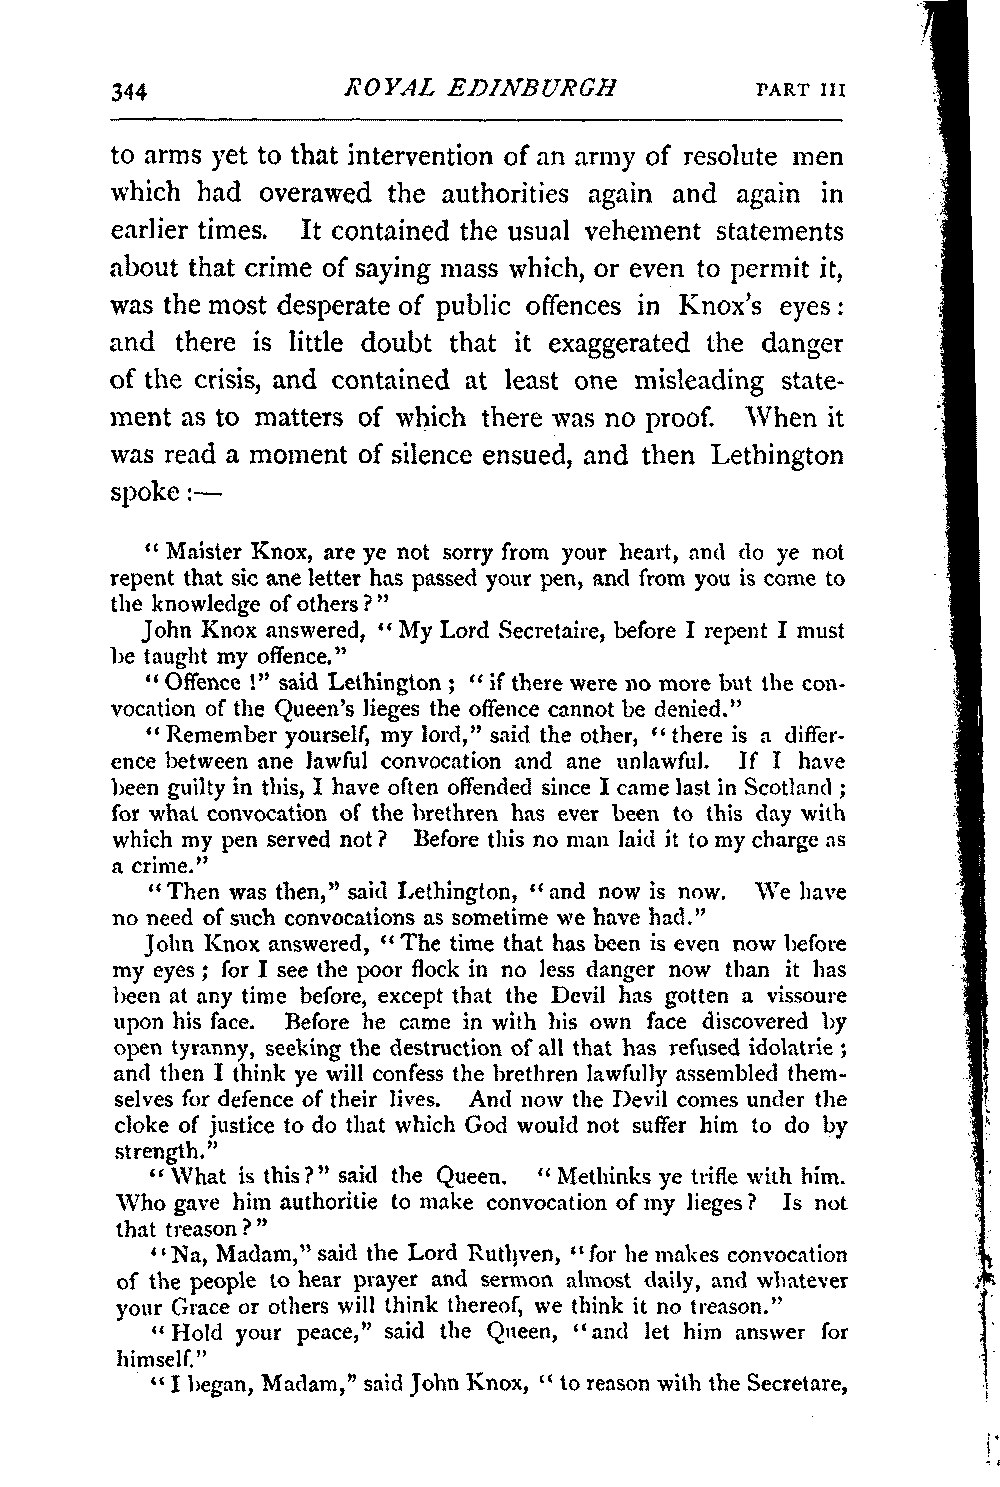 344 ROYAL EDINBURGH PART III
to arms yet to that intervention of an army of resolute men
which had overawed the authorities again and again in
earlier times. It contained the usual vehement statements
about that crime of saying mass which, or even to permit it,
was the most desperate of public offences in Knox's eyes:
and there is little doubt that it exaggerated the danger
of the crisis, and contained at least one misleading state-
ment as to matters of which there was no proof. When it
was read a moment of silence ensued, and then Lethington
spoke:—
"Maister Knox, are ye not sorry from your heart, and do ye not
repent that sic ane letter has passed your pen, and from you is come to
the knowledge of others?"
John Knox answered, "My Lord Secretaire, before I repent I must
be taught my offence."
"Offence!" said Lethington; "if there were no more but the con-
vocation of the Queen's lieges the offence cannot be denied."
"Remember yourself, my lord," said the other, "there is a differ-
ence between ane lawful convocation and ane unlawful. If I have
been guilty in this, I have often offended since I came last in Scotland;
for what convocation of the brethren has ever been to this day with
which my pen served not? Before this no man laid it to my charge as
a crime."
"Then was then," said Lethington, "and now is now. We have
no need of such convocations as sometime we have had."
John Knox answered, "The time that has been is even now before
my eyes; for I see the poor flock in no less danger now than it has
been at any time before, except that the Devil has gotten a vissoure
upon his face. Before he came in with his own face discovered by
open tyranny, seeking the destruction of all that has refused idolatrie;
and then I think ye will confess the brethren lawfully assembled them-
selves for defence of their lives. And now the Devil comes under the
cloke of justice to do that which God would not suffer him to do by
strength."
"What is this?" said the Queen. "Methinks ye trifle with him.
Who gave him authoritie to make convocation of my lieges? Is not
that treason?"
"Na, Madam," said the Lord Ruthven, "for he makes convocation
of the people to hear prayer and sermon almost daily, and whatever
your Grace or others will think thereof, we think it no treason."
"Hold your peace," said the Queen, "and let him answer for
himself."
"I began, Madam," said John Knox, "to reason with the Secretare,